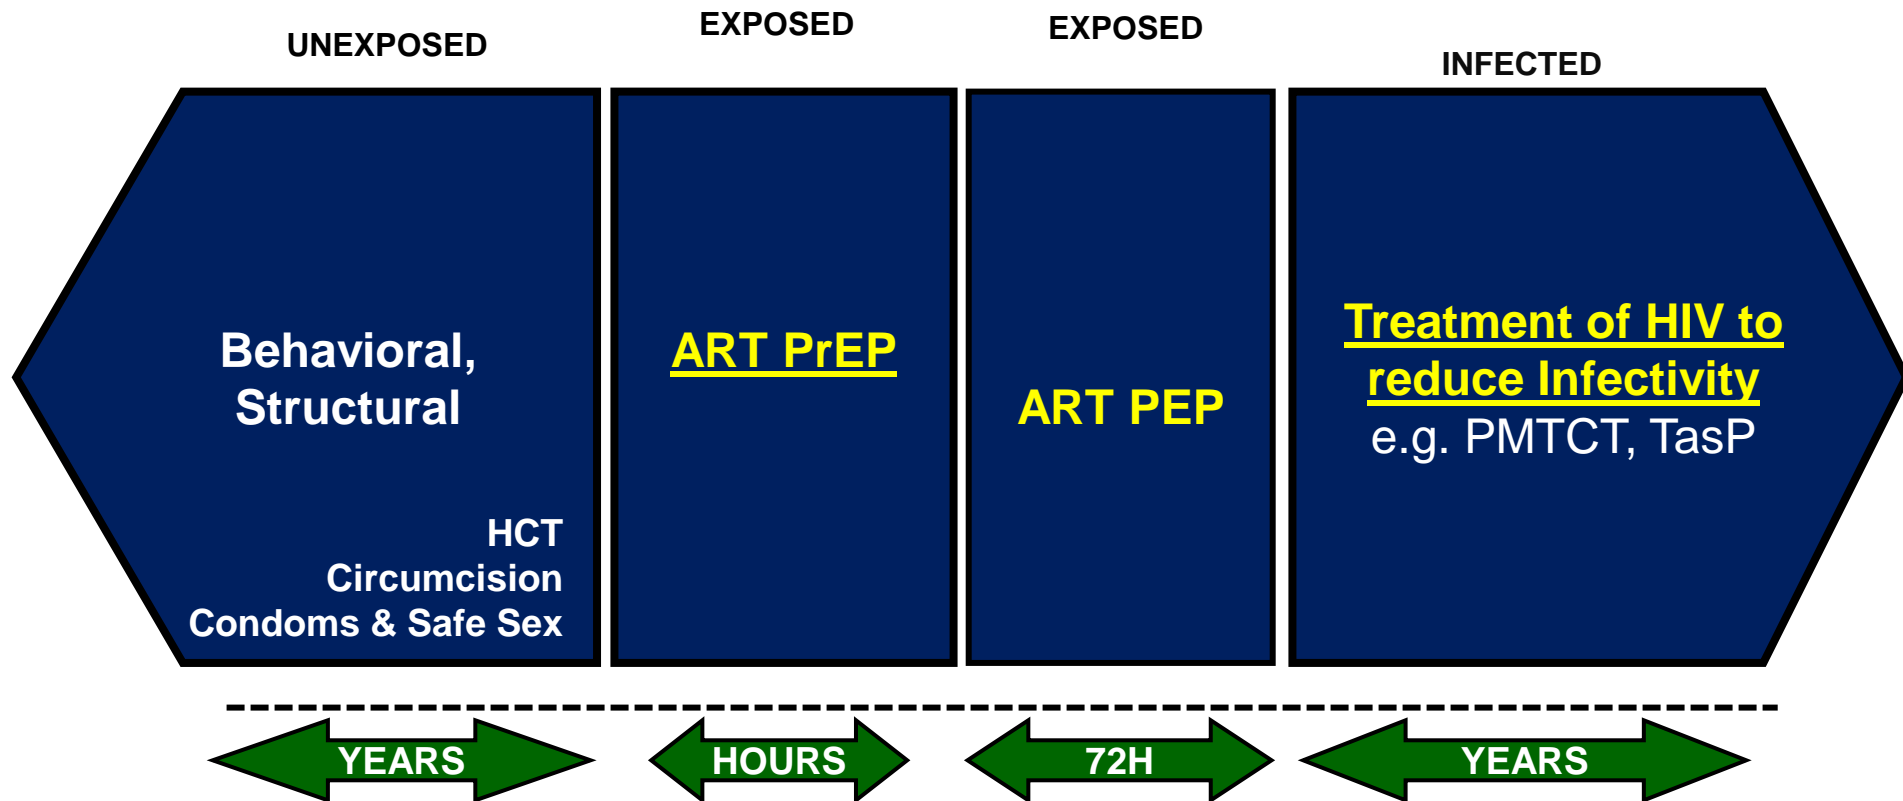 UNEXPOSED
EXPOSED
EXPOSED
INFECTED
Behavioral,
Structural
HCT
Circumcision
Condoms & Safe Sex
ART PrEP
ART PEP
Treatment of HIV to
reduce Infectivity
e.g. PMTCT, TasP
YEARS
HOURS
72H
YEARS